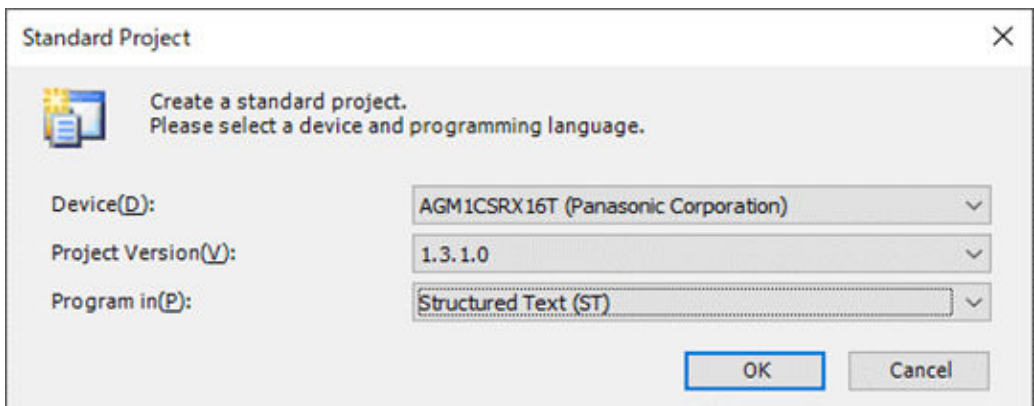 Standard Project
Create a standard project.
Please select a device and programming language.
Device(D): AGM1CSRX16T (Panasonic Corporation)
Project Version(V): 1.3.1.0
Program in(P): Structured Text (ST)
OK Cancel